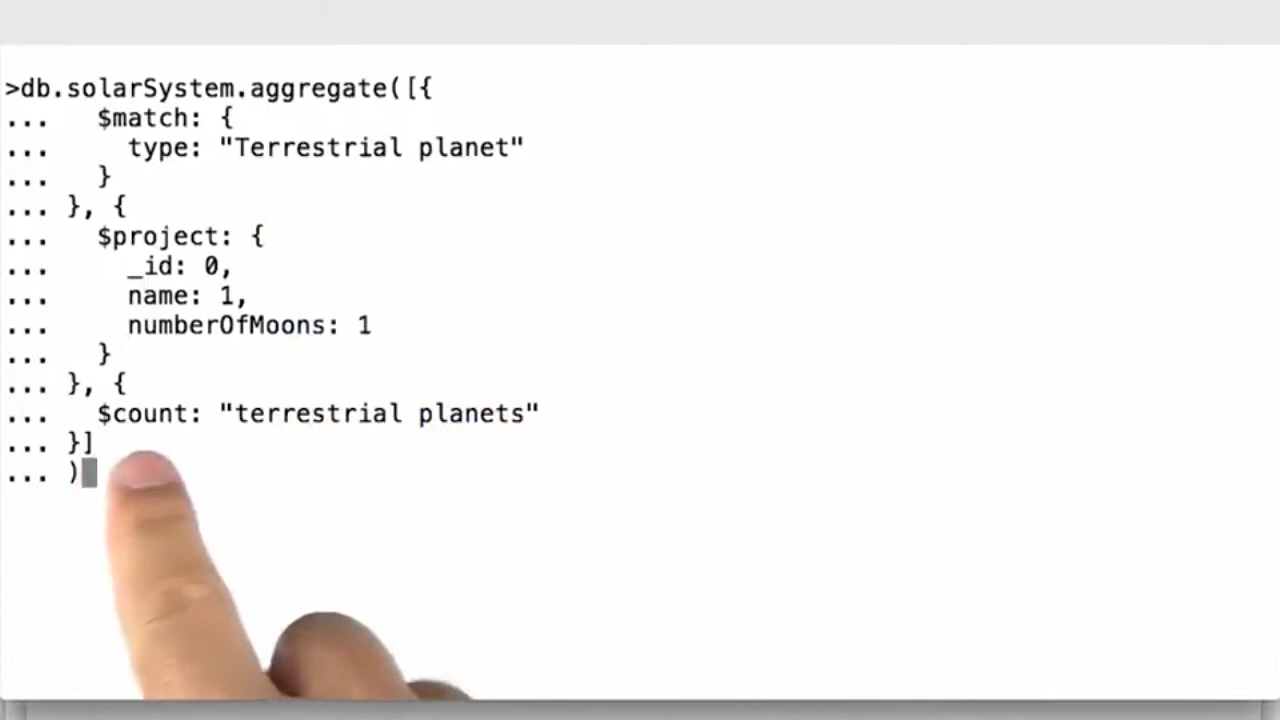 >db.solarSystem.aggregate([{
...   $match: {
...     type: "Terrestrial planet"
...   }
... }, {
...   $project: {
...     _id: 0,
...     name: 1,
...     numberOfMoons: 1
...   }
... }, {
...   $count: "terrestrial planets"
... }]
... )